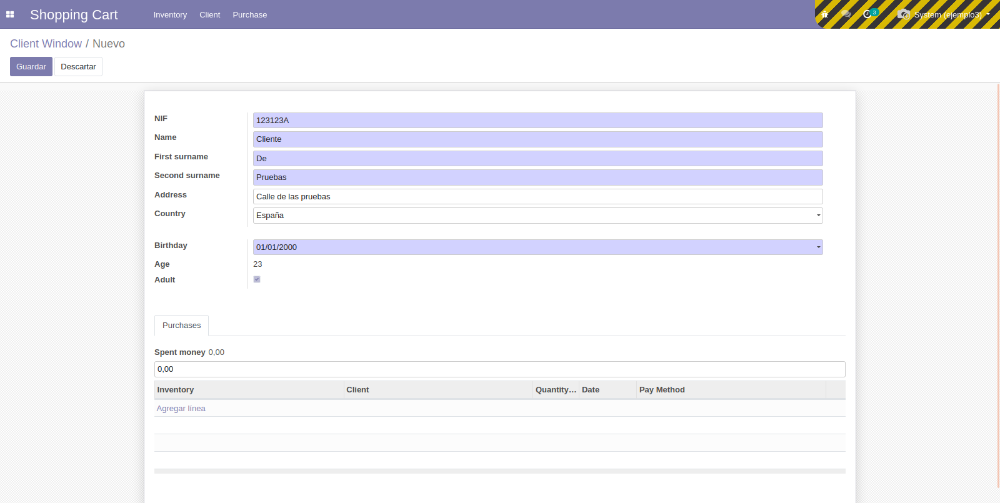 Shopping Cart Inventory Client Purchase 3 System (ejemplo3)
Client Window / Nuevo
Guardar Descartar
NIF 123123A
Name Cliente
First surname De
Second surname Pruebas
Address Calle de las pruebas
Country España
Birthday 01/01/2000
Age 23
Adult
Purchases
Spent money 0,00
0,00
Inventory Client Quantity… Date Pay Method
Agregar línea